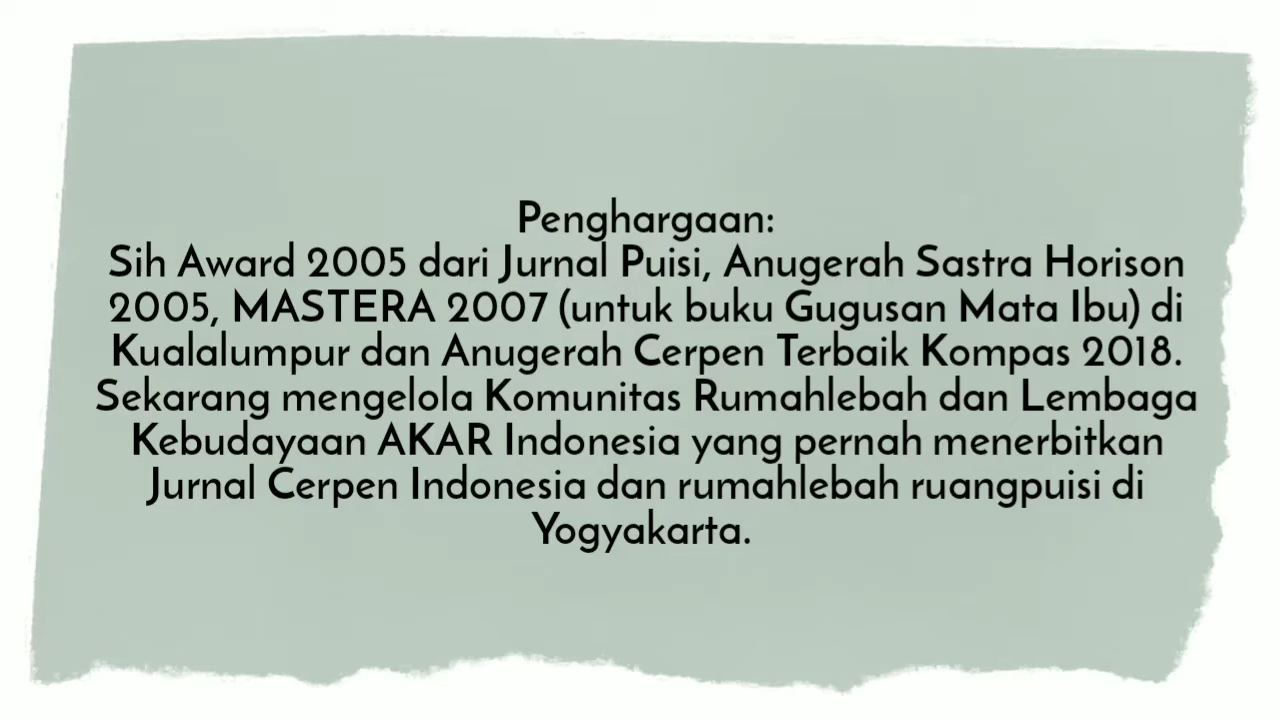 Penghargaan:
Sih Award 2005 dari Jurnal Puisi, Anugerah Sastra Horison
2005, MASTERA 2007 (untuk buku Gugusan Mata Ibu) di
Kualalumpur dan Anugerah Cerpen Terbaik Kompas 2018.
Sekarang mengelola Komunitas Rumahlebah dan Lembaga
Kebudayaan AKAR Indonesia yang pernah menerbitkan
Jurnal Cerpen Indonesia dan rumahlebah ruangpuisi di
Yogyakarta.